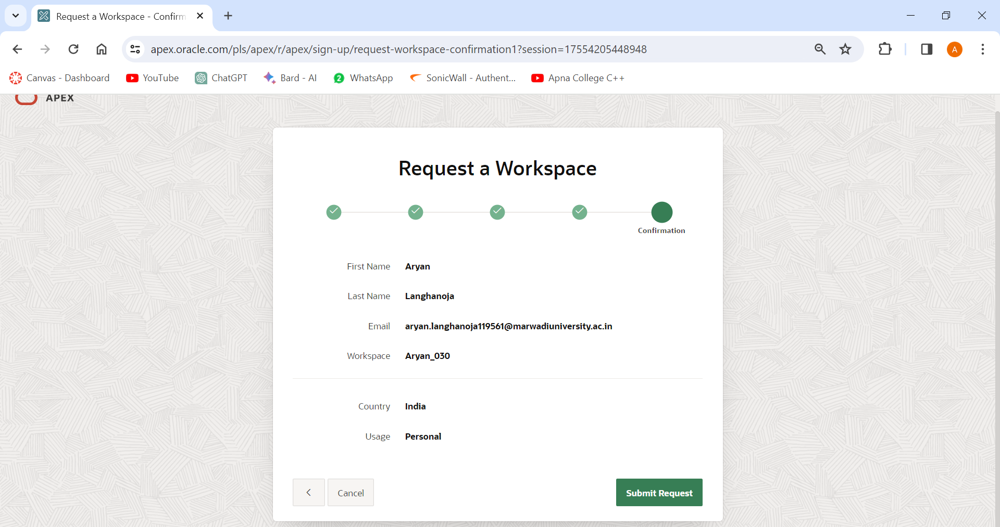 Request a Workspace - Confirm
apex.oracle.com/pls/apex/r/apex/sign-up/request-workspace-confirmation1?session=17554205448948
A
Canvas - Dashboard YouTube ChatGPT Bard - AI 2 WhatsApp SonicWall - Authent... Apna College C++
APEX
Request a Workspace
Confirmation
First Name Aryan
Last Name Langhanoja
Email aryan.langhanoja119561@marwadiuniversity.ac.in
Workspace Aryan_030
Country India
Usage Personal
Cancel Submit Request